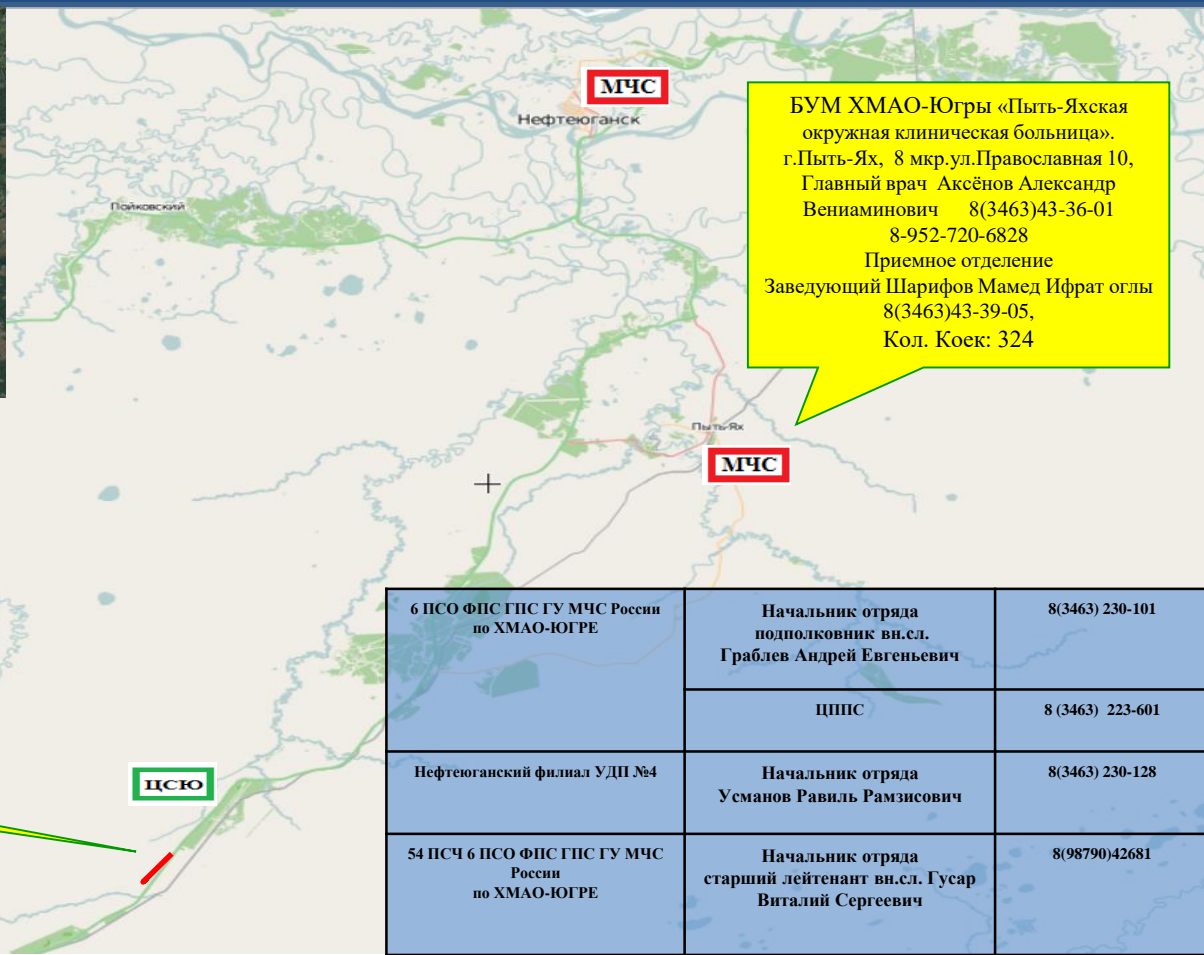 МЧС
Нефтеюганск
Пойковский
БУМ ХМАО-Югры «Пыть-Яхская
окружная клиническая больница».
г.Пыть-Ях, 8 мкр.ул.Православная 10,
Главный врач Аксёнов Александр
Вениаминович 8(3463)43-36-01
8-952-720-6828
Приемное отделение
Заведующий Шарифов Мамед Ифрат оглы
8(3463)43-39-05,
Кол. Коек: 324
Пыть-Ях
МЧС
ЦСЮ
6 ПСО ФПС ГПС ГУ МЧС России
по ХМАО-ЮГРЕ
Начальник отряда
подполковник вн.сл.
Граблев Андрей Евгеньевич
8(3463) 230-101
ЦППС
8 (3463) 223-601
Нефтеюганский филиал УДП №4
Начальник отряда
Усманов Равиль Рамзисович
8(3463) 230-128
54 ПСЧ 6 ПСО ФПС ГПС ГУ МЧС
России
по ХМАО-ЮГРЕ
Начальник отряда
старший лейтенант вн.сл. Гусар
Виталий Сергеевич
8(98790)42681